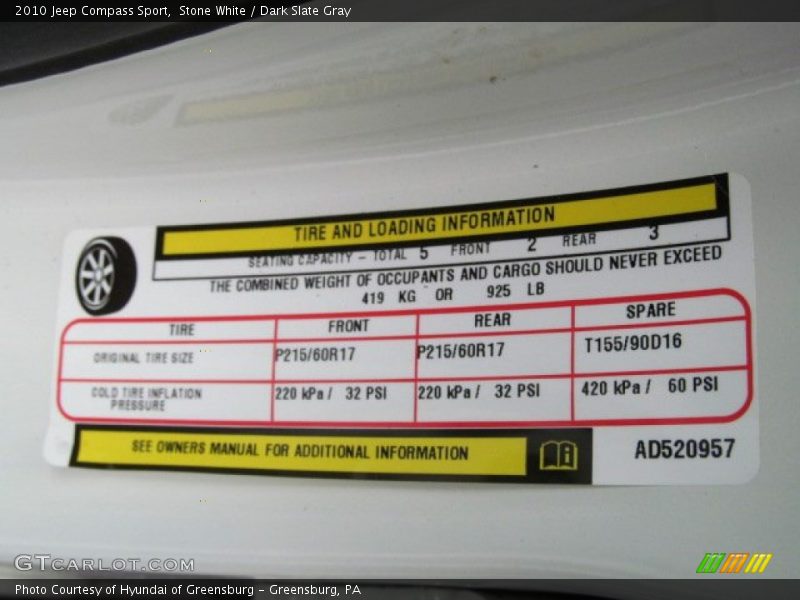 2010 Jeep Compass Sport,  Stone White / Dark Slate Gray
TIRE AND LOADING INFORMATION
SEATING CAPACITY - TOTAL 5 FRONT 2 REAR 3
THE COMBINED WEIGHT OF OCCUPANTS AND CARGO SHOULD NEVER EXCEED
419 KG OR 925 LB
TIRE FRONT REAR SPARE
ORIGINAL TIRE SIZE P215/60R17 P215/60R17 T155/90D16
COLD TIRE INFLATION PRESSURE 220 kPa / 32 PSI 220 kPa / 32 PSI 420 kPa / 60 PSI
SEE OWNERS MANUAL FOR ADDITIONAL INFORMATION
AD520957
GTCARLOT.COM
Photo Courtesy of Hyundai of Greensburg - Greensburg, PA